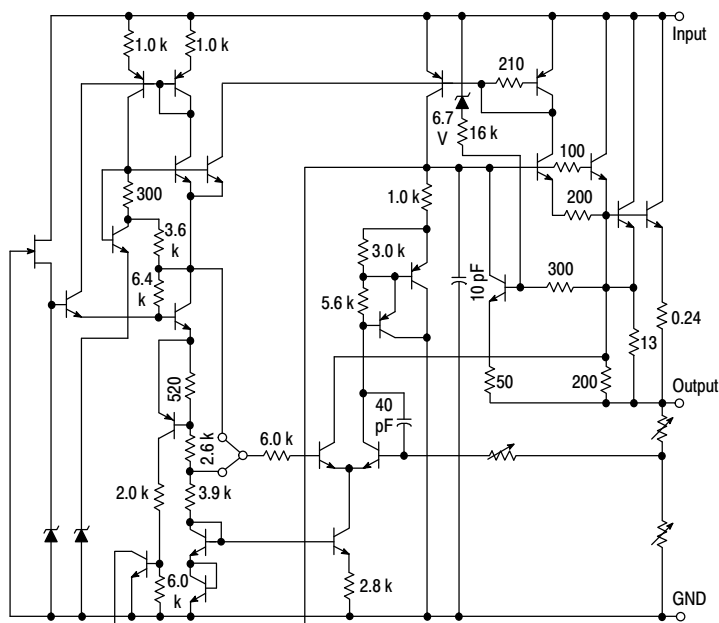 Input
1.0 k
1.0 k
210
6.7
V
16 k
100
300
1.0 k
200
3.6
k
3.0 k
10 pF
300
6.4
k
5.6 k
0.24
13
520
50
200
Output
40
pF
2.6 k
6.0 k
2.0 k
3.9 k
6.0
k
2.8 k
GND